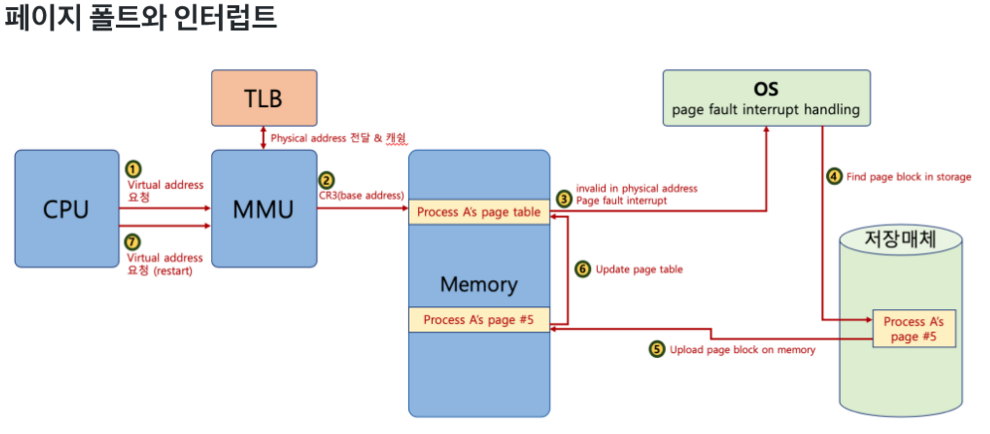 페이지 폴트와 인터럽트
TLB
OS
page fault interrupt handling
Physical address 전달 & 캐쉼
CPU
1
Virtual address
요청
7
Virtual address
요청 (restart)
MMU
2
CR3(base address)
Process A's page table
Memory
Process A's page #5
3
invalid in physical address
Page fault interrupt
4
Find page block in storage
저장매체
Process A's
page #5
6
Update page table
5
Upload page block on memory